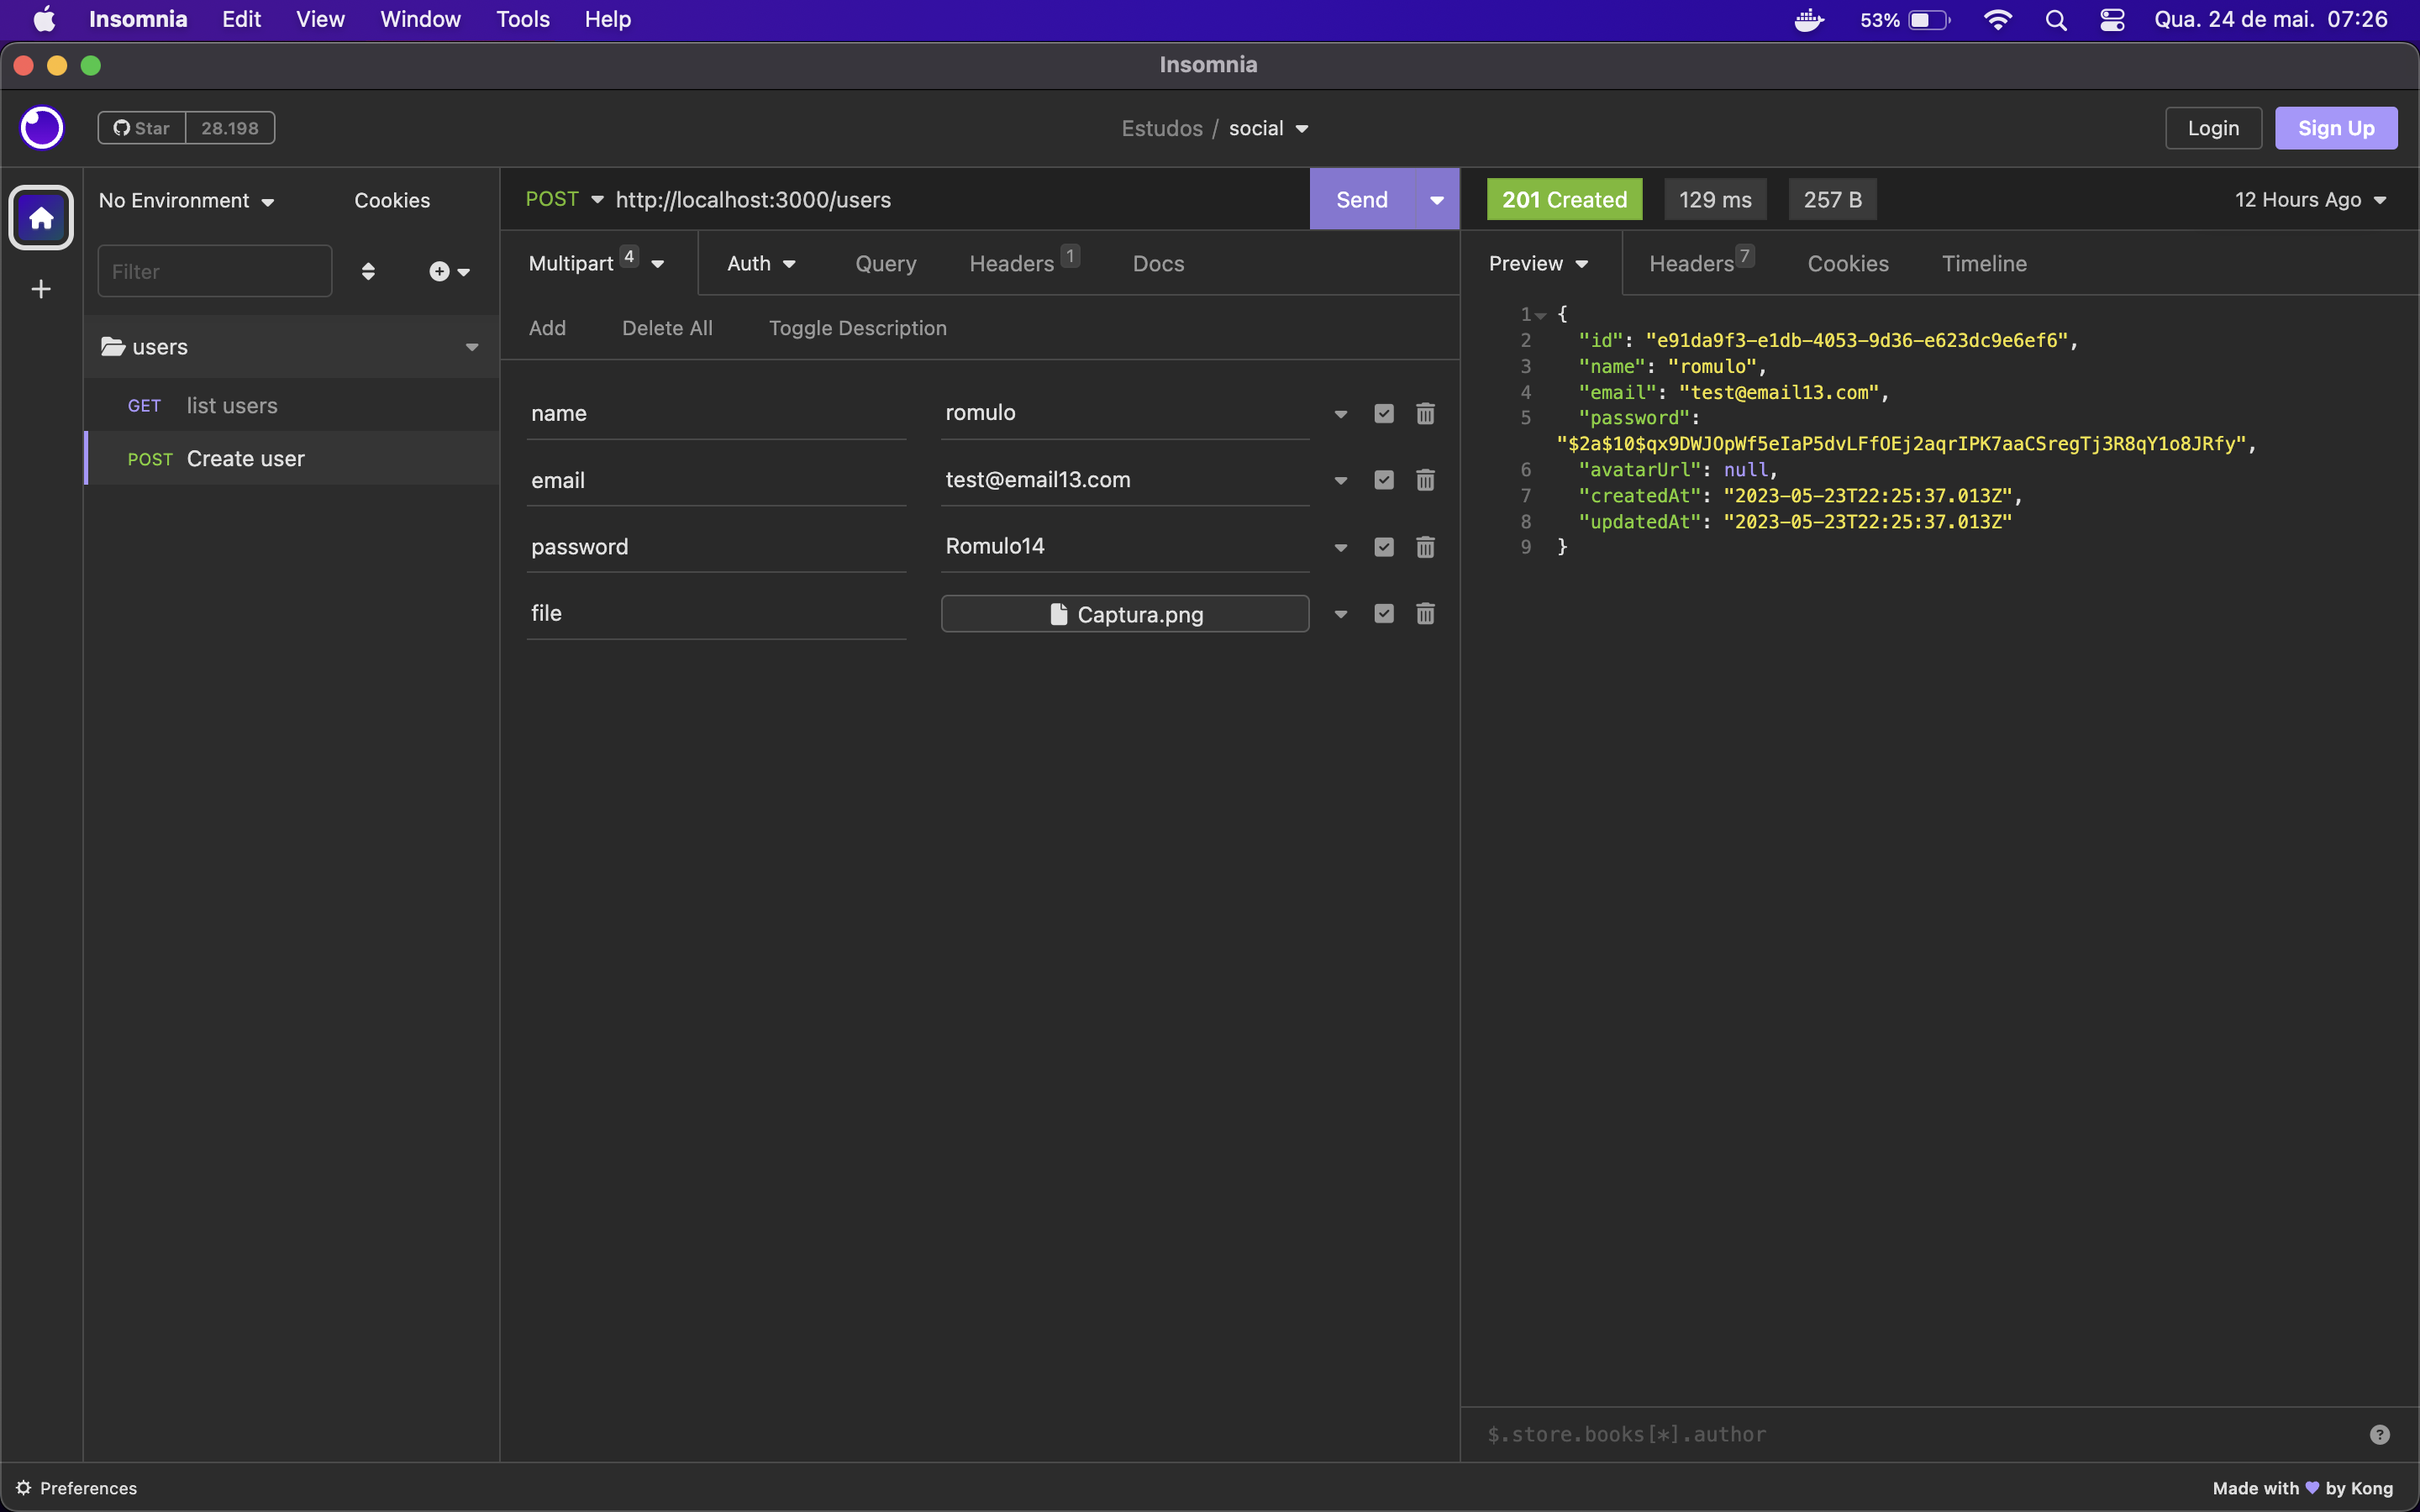 Insomnia Edit View Window Tools Help 53% Qua. 24 de mai. 07:26
Insomnia
Star 28.198 Estudos / social Login Sign Up
No Environment Cookies
Filter
users
GET list users
POST Create user
POST http://localhost:3000/users Send
Multipart 4 Auth Query Headers 1 Docs
Add Delete All Toggle Description
name romulo
email test@email13.com
password Romulo14
file Captura.png
201 Created 129 ms 257 B 12 Hours Ago
Preview Headers 7 Cookies Timeline
1 {
2 "id": "e91da9f3-e1db-4053-9d36-e623dc9e6ef6",
3 "name": "romulo",
4 "email": "test@email13.com",
5 "password":
"$2a$10$qx9DWJOpWf5eIaP5dvLFfOEj2aqrIPK7aaCSregTj3R8qY1o8JRfy",
6 "avatarUrl": null,
7 "createdAt": "2023-05-23T22:25:37.013Z",
8 "updatedAt": "2023-05-23T22:25:37.013Z"
9 }
$.store.books[*].author
Preferences Made with 💜 by Kong